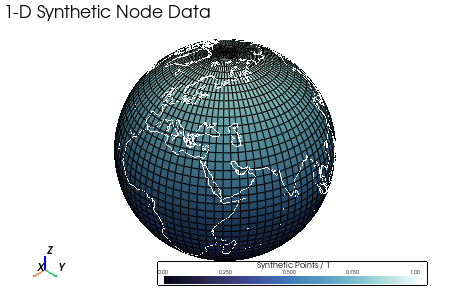 1-D Synthetic Node Data
Z
X Y
Synthetic Points / 1
0.00 0.250 0.500 0.750 1.00